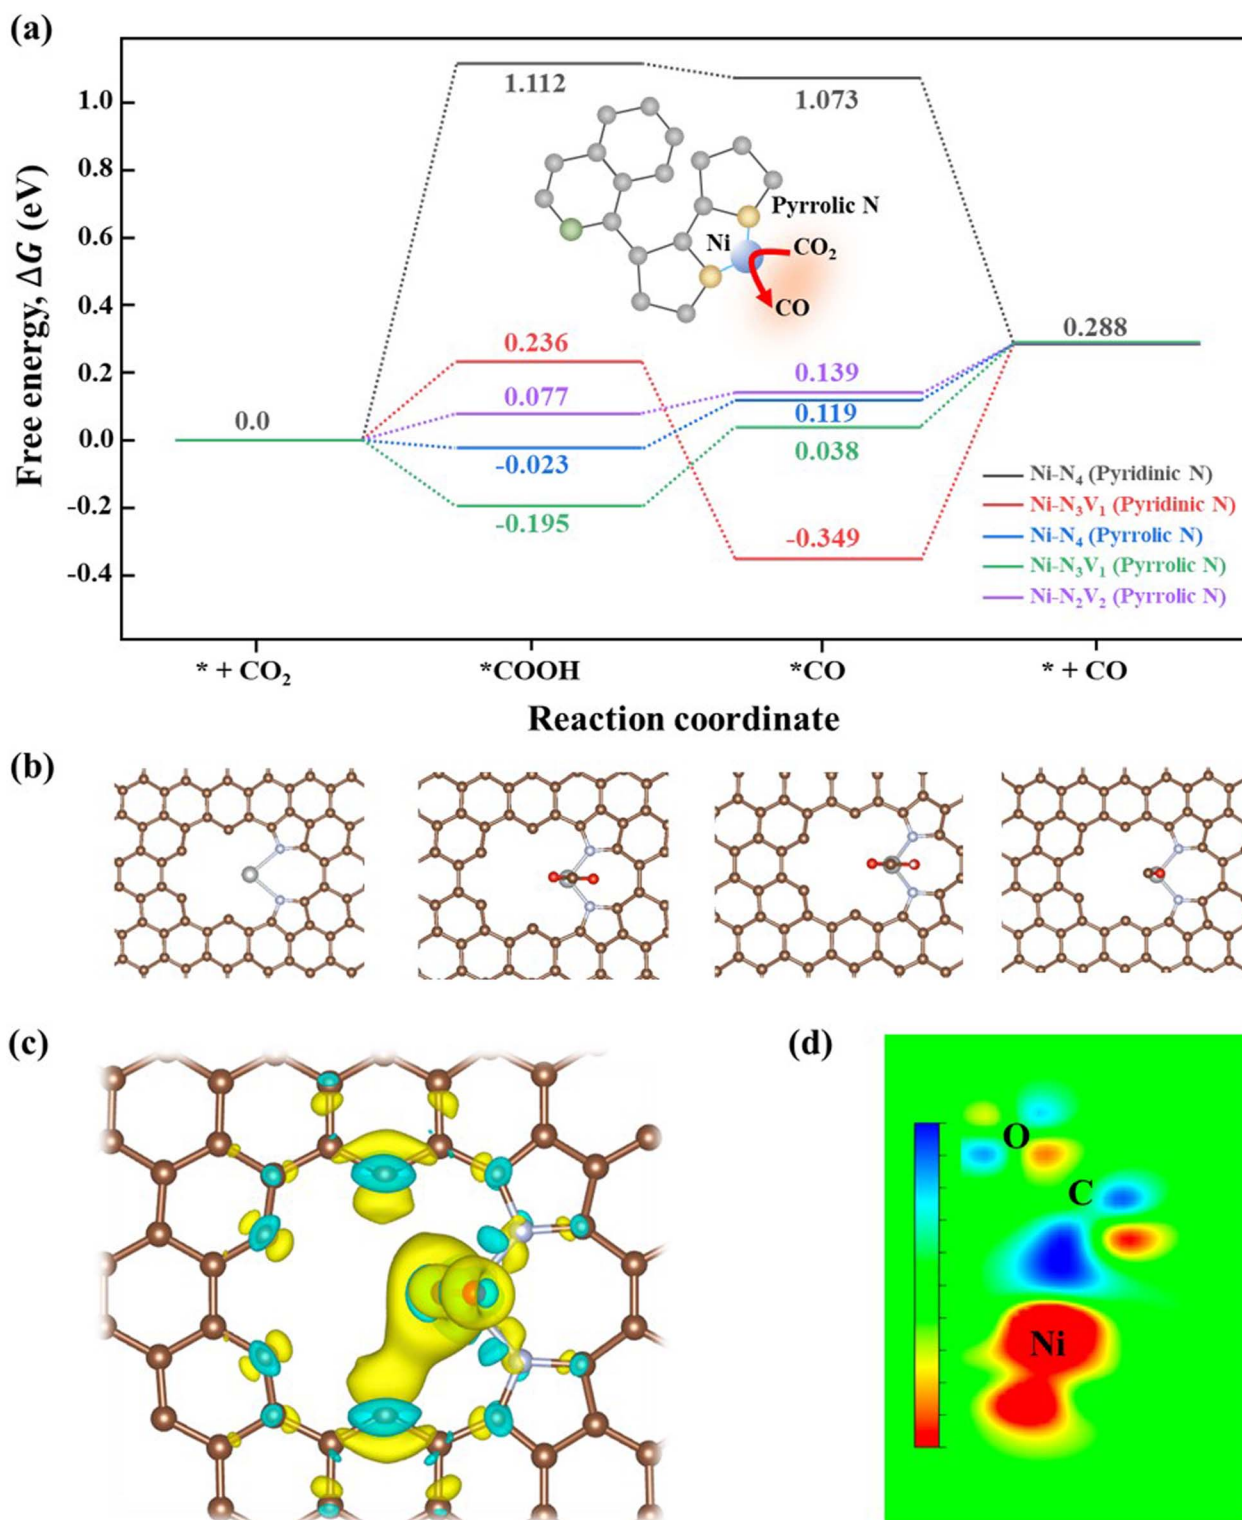 (a)
Free energy, ΔG (eV)
1.0
0.8
0.6
0.4
0.2
0.0
-0.2
-0.4
1.112
1.073
Pyrrolic N
Ni
CO₂
CO
0.236
0.288
0.139
0.077
0.0
0.119
-0.023
0.038
-0.195
-0.349
Ni-N₄ (Pyridinic N)
Ni-N₃V₁ (Pyridinic N)
Ni-N₄ (Pyrrolic N)
Ni-N₃V₁ (Pyrrolic N)
Ni-N₂V₂ (Pyrrolic N)
* + CO₂
*COOH
*CO
* + CO
Reaction coordinate
(b)
(c)
(d)
O
C
Ni